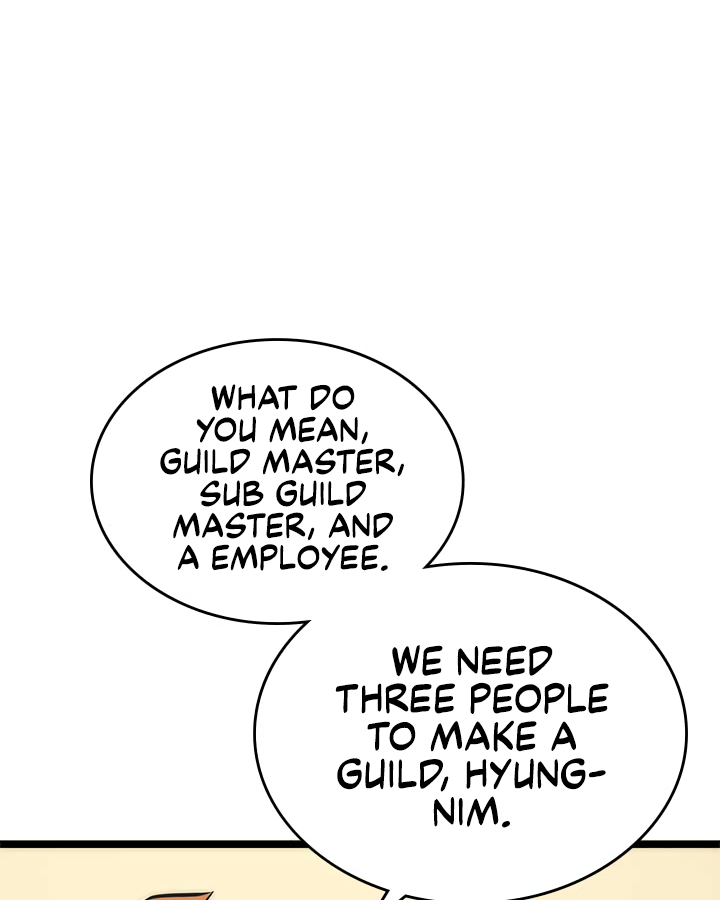 WHAT DO
YOU MEAN,
GUILD MASTER,
SUB GUILD
MASTER, AND
A EMPLOYEE.
WE NEED
THREE PEOPLE
TO MAKE A
GUILD, HYUNG-
NIM.